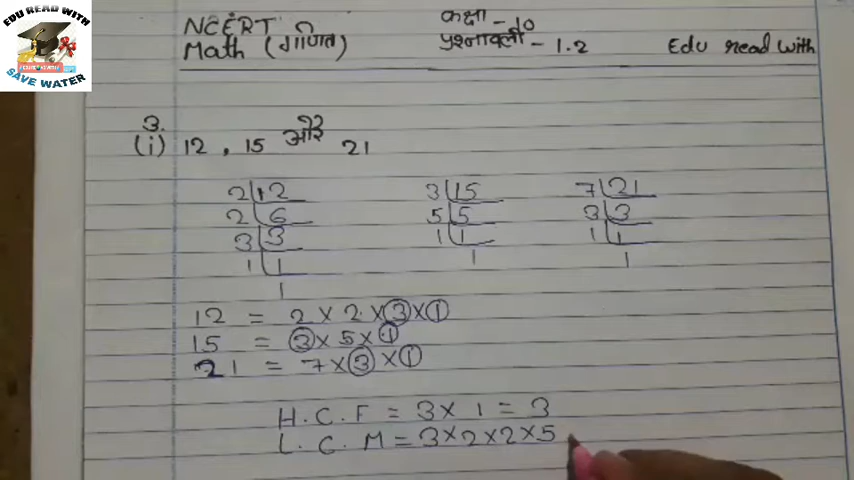 EDU READ WITH
SAVE WATER
NCERT कक्षा - 10
Math (गणित) प्रश्नावली - 1.2 Edu read with
3.
(i) 12 , 15 और 21
2 12 3 15 7 21
2 6 5 5 3 3
3 3 1 1 1 1
1 1 1 1
1
12 = 2 × 2 × 3 × 1
15 = 3 × 5 × 1
21 = 7 × 3 × 1
H.C.F = 3 × 1 = 3
L.C.M = 3 × 2 × 2 × 5